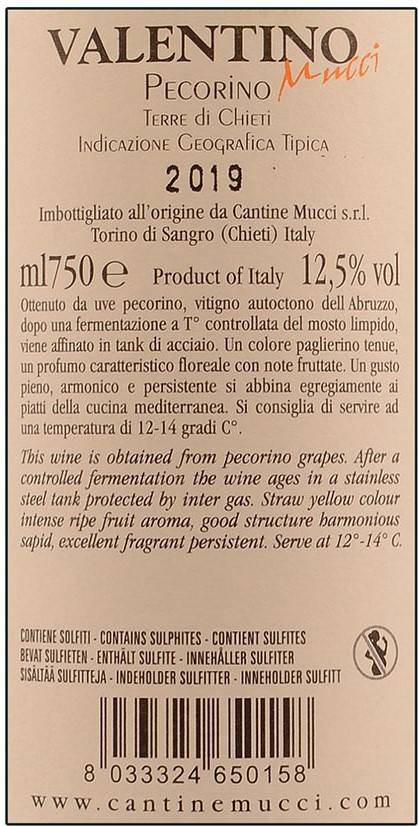 VALENTINO
Mucci
PECORINO
TERRE di CHIETI
INDICAZIONE GEOGRAFICA TIPICA
2019
Imbottigliato all'origine da Cantine Mucci s.r.l.
Torino di Sangro (Chieti) Italy
ml750 e Product of Italy 12,5% vol
Ottenuto da uve pecorino, vitigno autoctono dell Abruzzo,
dopo una fermentazione a T° controllata del mosto limpido,
viene affinato in tank di acciaio. Un colore paglierino tenue,
un profumo caratteristico floreale con note fruttate. Un gusto
pieno, armonico e persistente si abbina egregiamente ai
piatti della cucina mediterranea. Si consiglia di servire ad
una temperatura di 12-14 gradi C°.
This wine is obtained from pecorino grapes. After a
controlled fermentation the wine ages in a stainless
steel tank protected by inter gas. Straw yellow colour
intense ripe fruit aroma, good structure harmonious
sapid, excellent fragrant persistent. Serve at 12°-14° C.
CONTIENE SOLFITI - CONTAINS SULPHITES - CONTIENT SULFITES
BEVAT SULFIETEN - ENTHÄLT SULFITE - INNEHÅLLER SULFITER
SISÄLTÄÄ SULFITTEJA - INDEHOLDER SULFITTER - INNEHOLDER SULFITT
8 033324 650158
www.cantinemucci.com